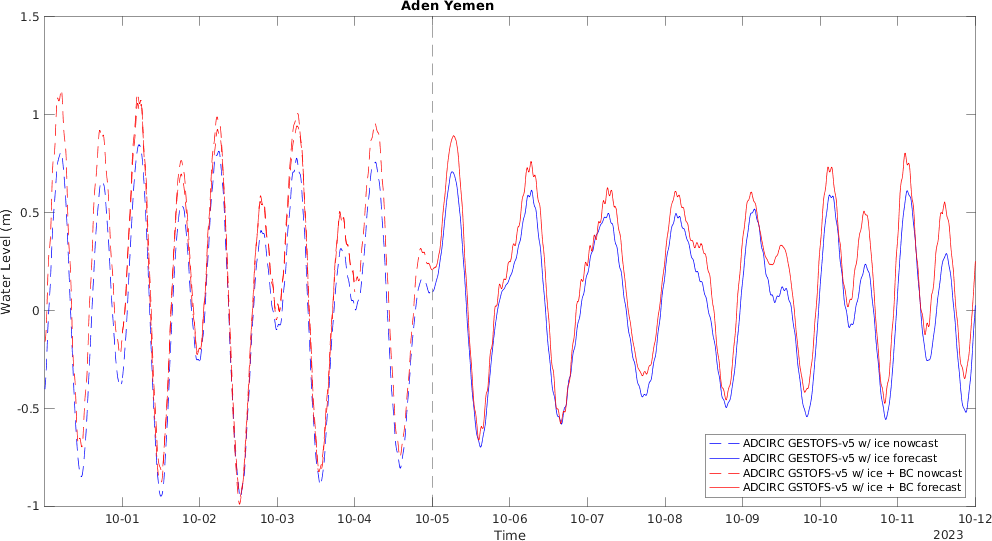 Aden Yemen
Water Level (m)
1.5
1
0.5
0
-0.5
-1
10-01 10-02 10-03 10-04 10-05 10-06 10-07 10-08 10-09 10-10 10-11 10-12
Time
2023
ADCIRC GESTOFS-v5 w/ ice nowcast
ADCIRC GESTOFS-v5 w/ ice forecast
ADCIRC GSTOFS-v5 w/ ice + BC nowcast
ADCIRC GSTOFS-v5 w/ ice + BC forecast